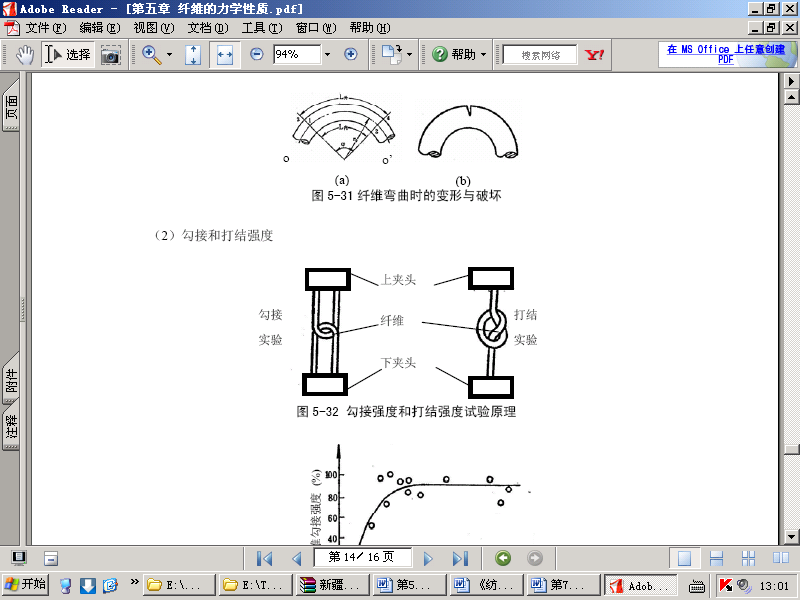 Adobe Reader - [第五章 纤维的力学性质.pdf]
文件(F) 编辑(E) 视图(V) 文档(D) 工具(T) 窗口(W) 帮助(H)
选择 94% 帮助 搜索网络 Y! 在 MS Office 上任意创建 PDF
页面
附件
注释
o o'
(a) (b)
图 5-31 纤维弯曲时的变形与破坏
（2）勾接和打结强度
上夹头
勾接 纤维 打结
实验 实验
下夹头
图 5-32 勾接强度和打结强度试验原理
勾接强度 (%)
100
80
60
40
第 14 / 16 页
开始 » E:\... E:\T... 新疆... 第5... 《纺... 第7... Adob... 13:01